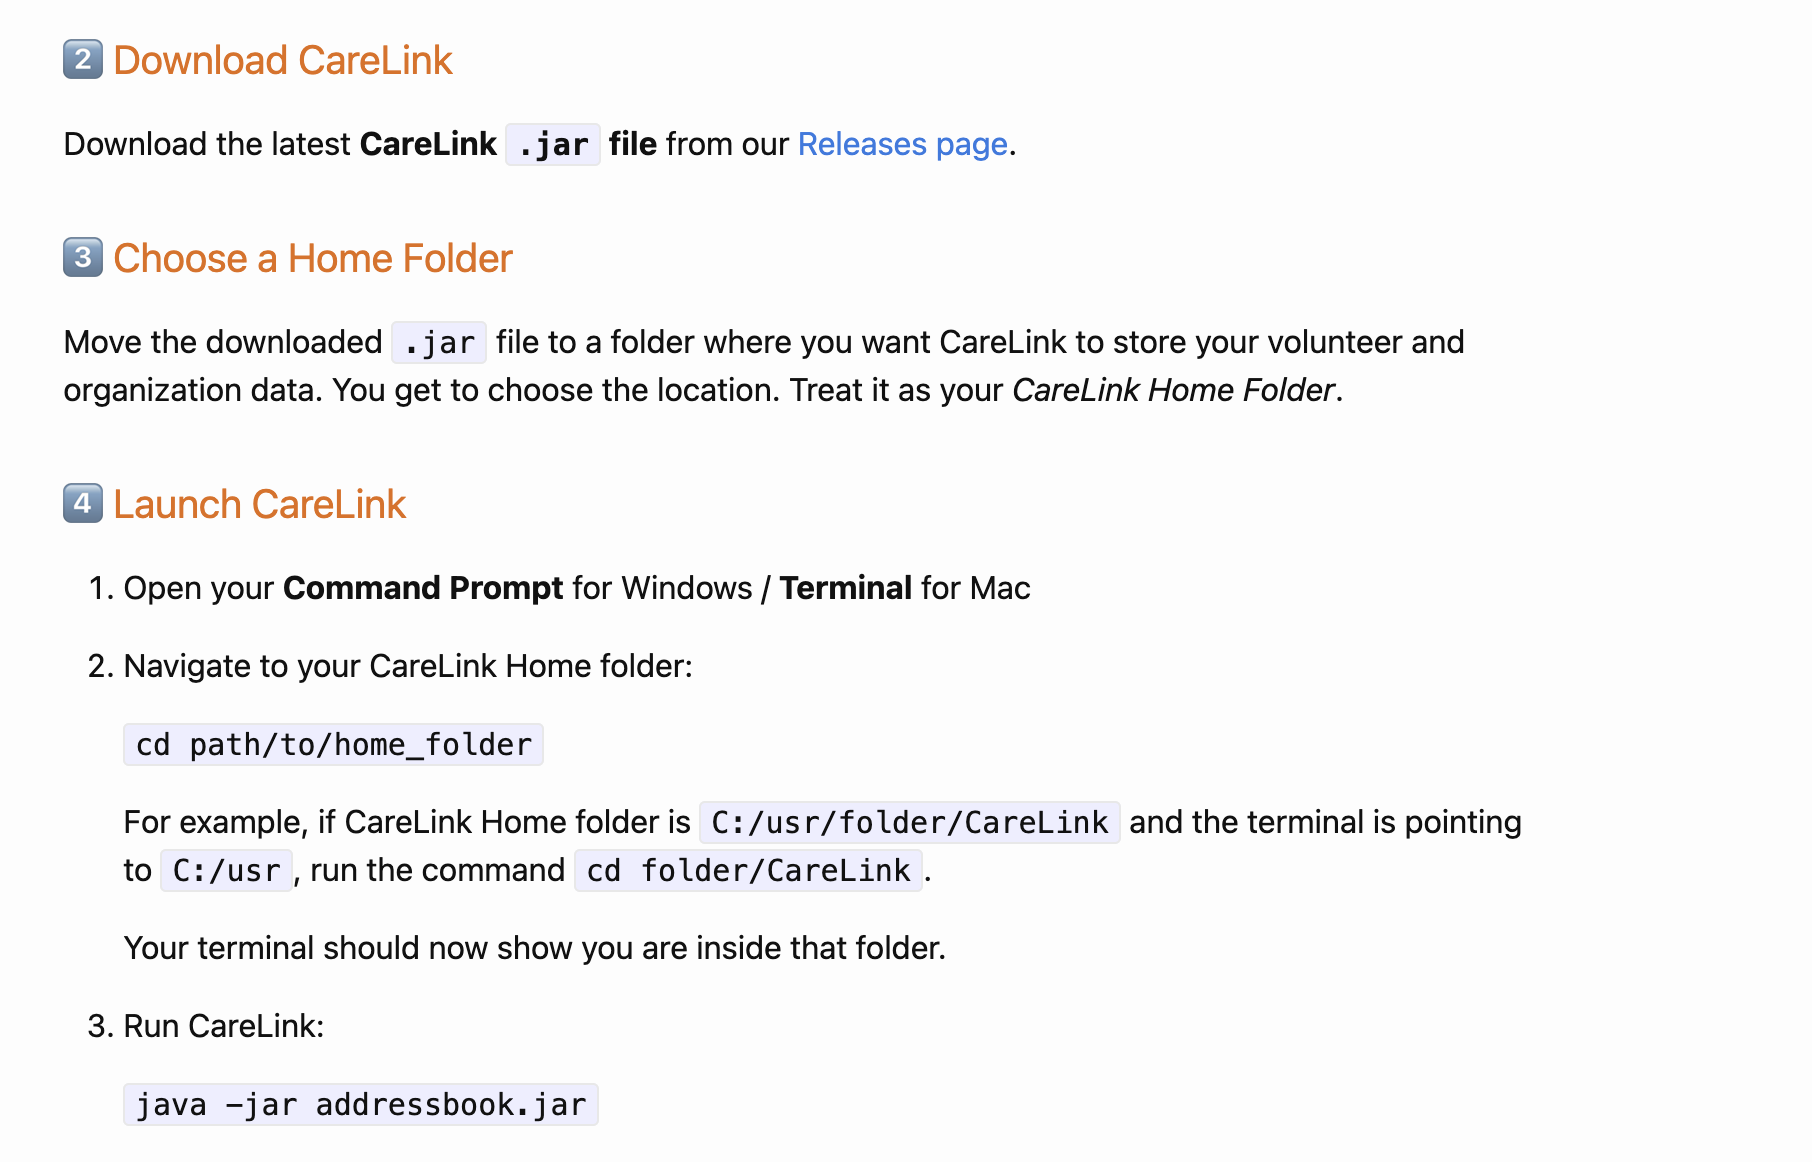 2 Download CareLink
Download the latest CareLink .jar file from our Releases page.
3 Choose a Home Folder
Move the downloaded .jar file to a folder where you want CareLink to store your volunteer and
organization data. You get to choose the location. Treat it as your CareLink Home Folder.
4 Launch CareLink
1. Open your Command Prompt for Windows / Terminal for Mac
2. Navigate to your CareLink Home folder:
cd path/to/home_folder
For example, if CareLink Home folder is C:/usr/folder/CareLink and the terminal is pointing
to C:/usr, run the command cd folder/CareLink.
Your terminal should now show you are inside that folder.
3. Run CareLink:
java -jar addressbook.jar